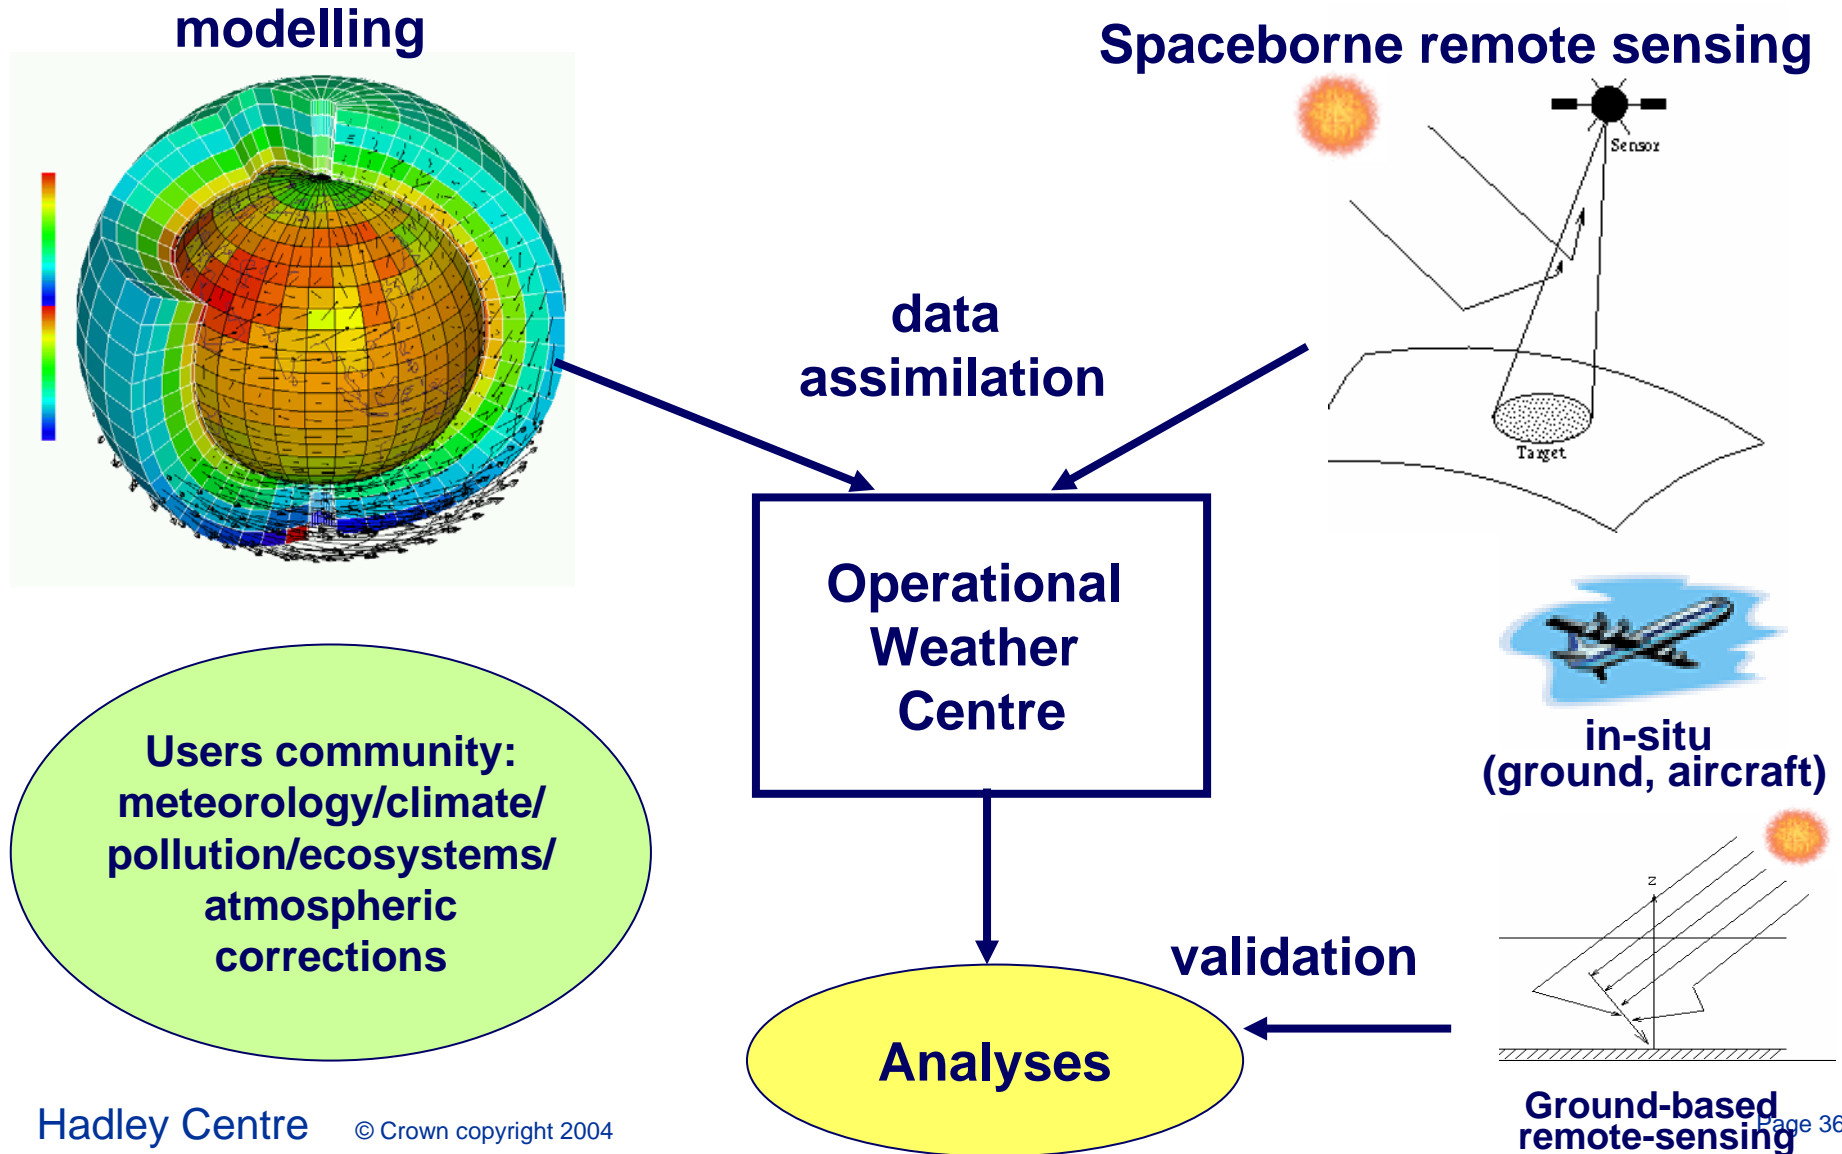 modelling
Spaceborne remote sensing
Sensor
Target
data
assimilation
Operational
Weather
Centre
in-situ
(ground, aircraft)
Users community:
meteorology/climate/
pollution/ecosystems/
atmospheric
corrections
z
validation
Analyses
Ground-based
remote-sensing
Hadley Centre
© Crown copyright 2004
Page 36